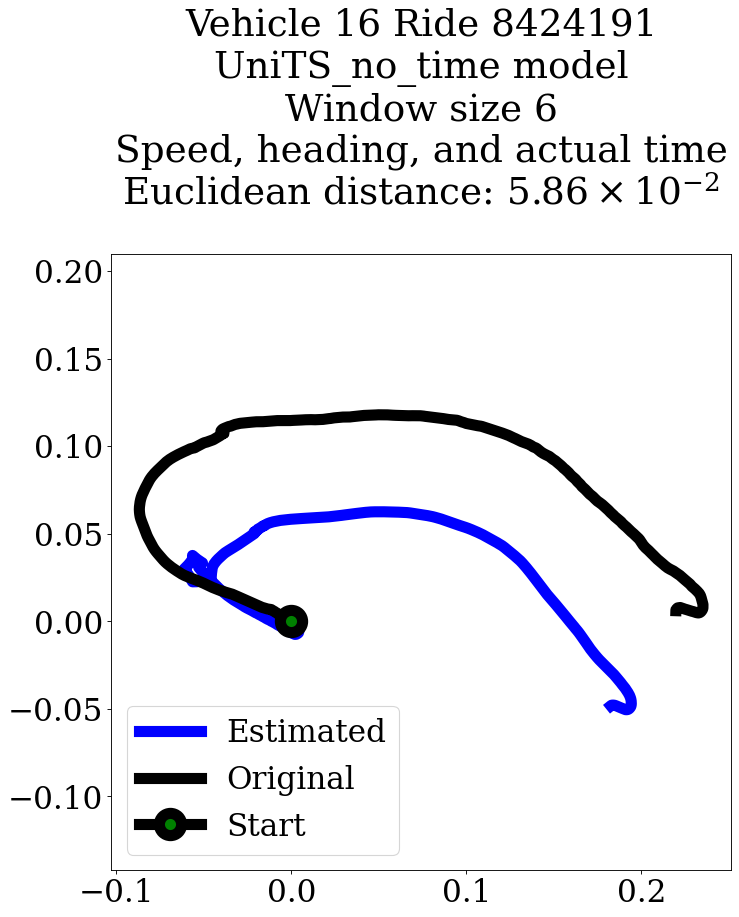 Vehicle 16 Ride 8424191
UniTS_no_time model
Window size 6
Speed, heading, and actual time
Euclidean distance: 5.86 × 10⁻²
0.20
0.15
0.10
0.05
0.00
−0.05
−0.10
Estimated
Original
Start
−0.1
0.0
0.1
0.2